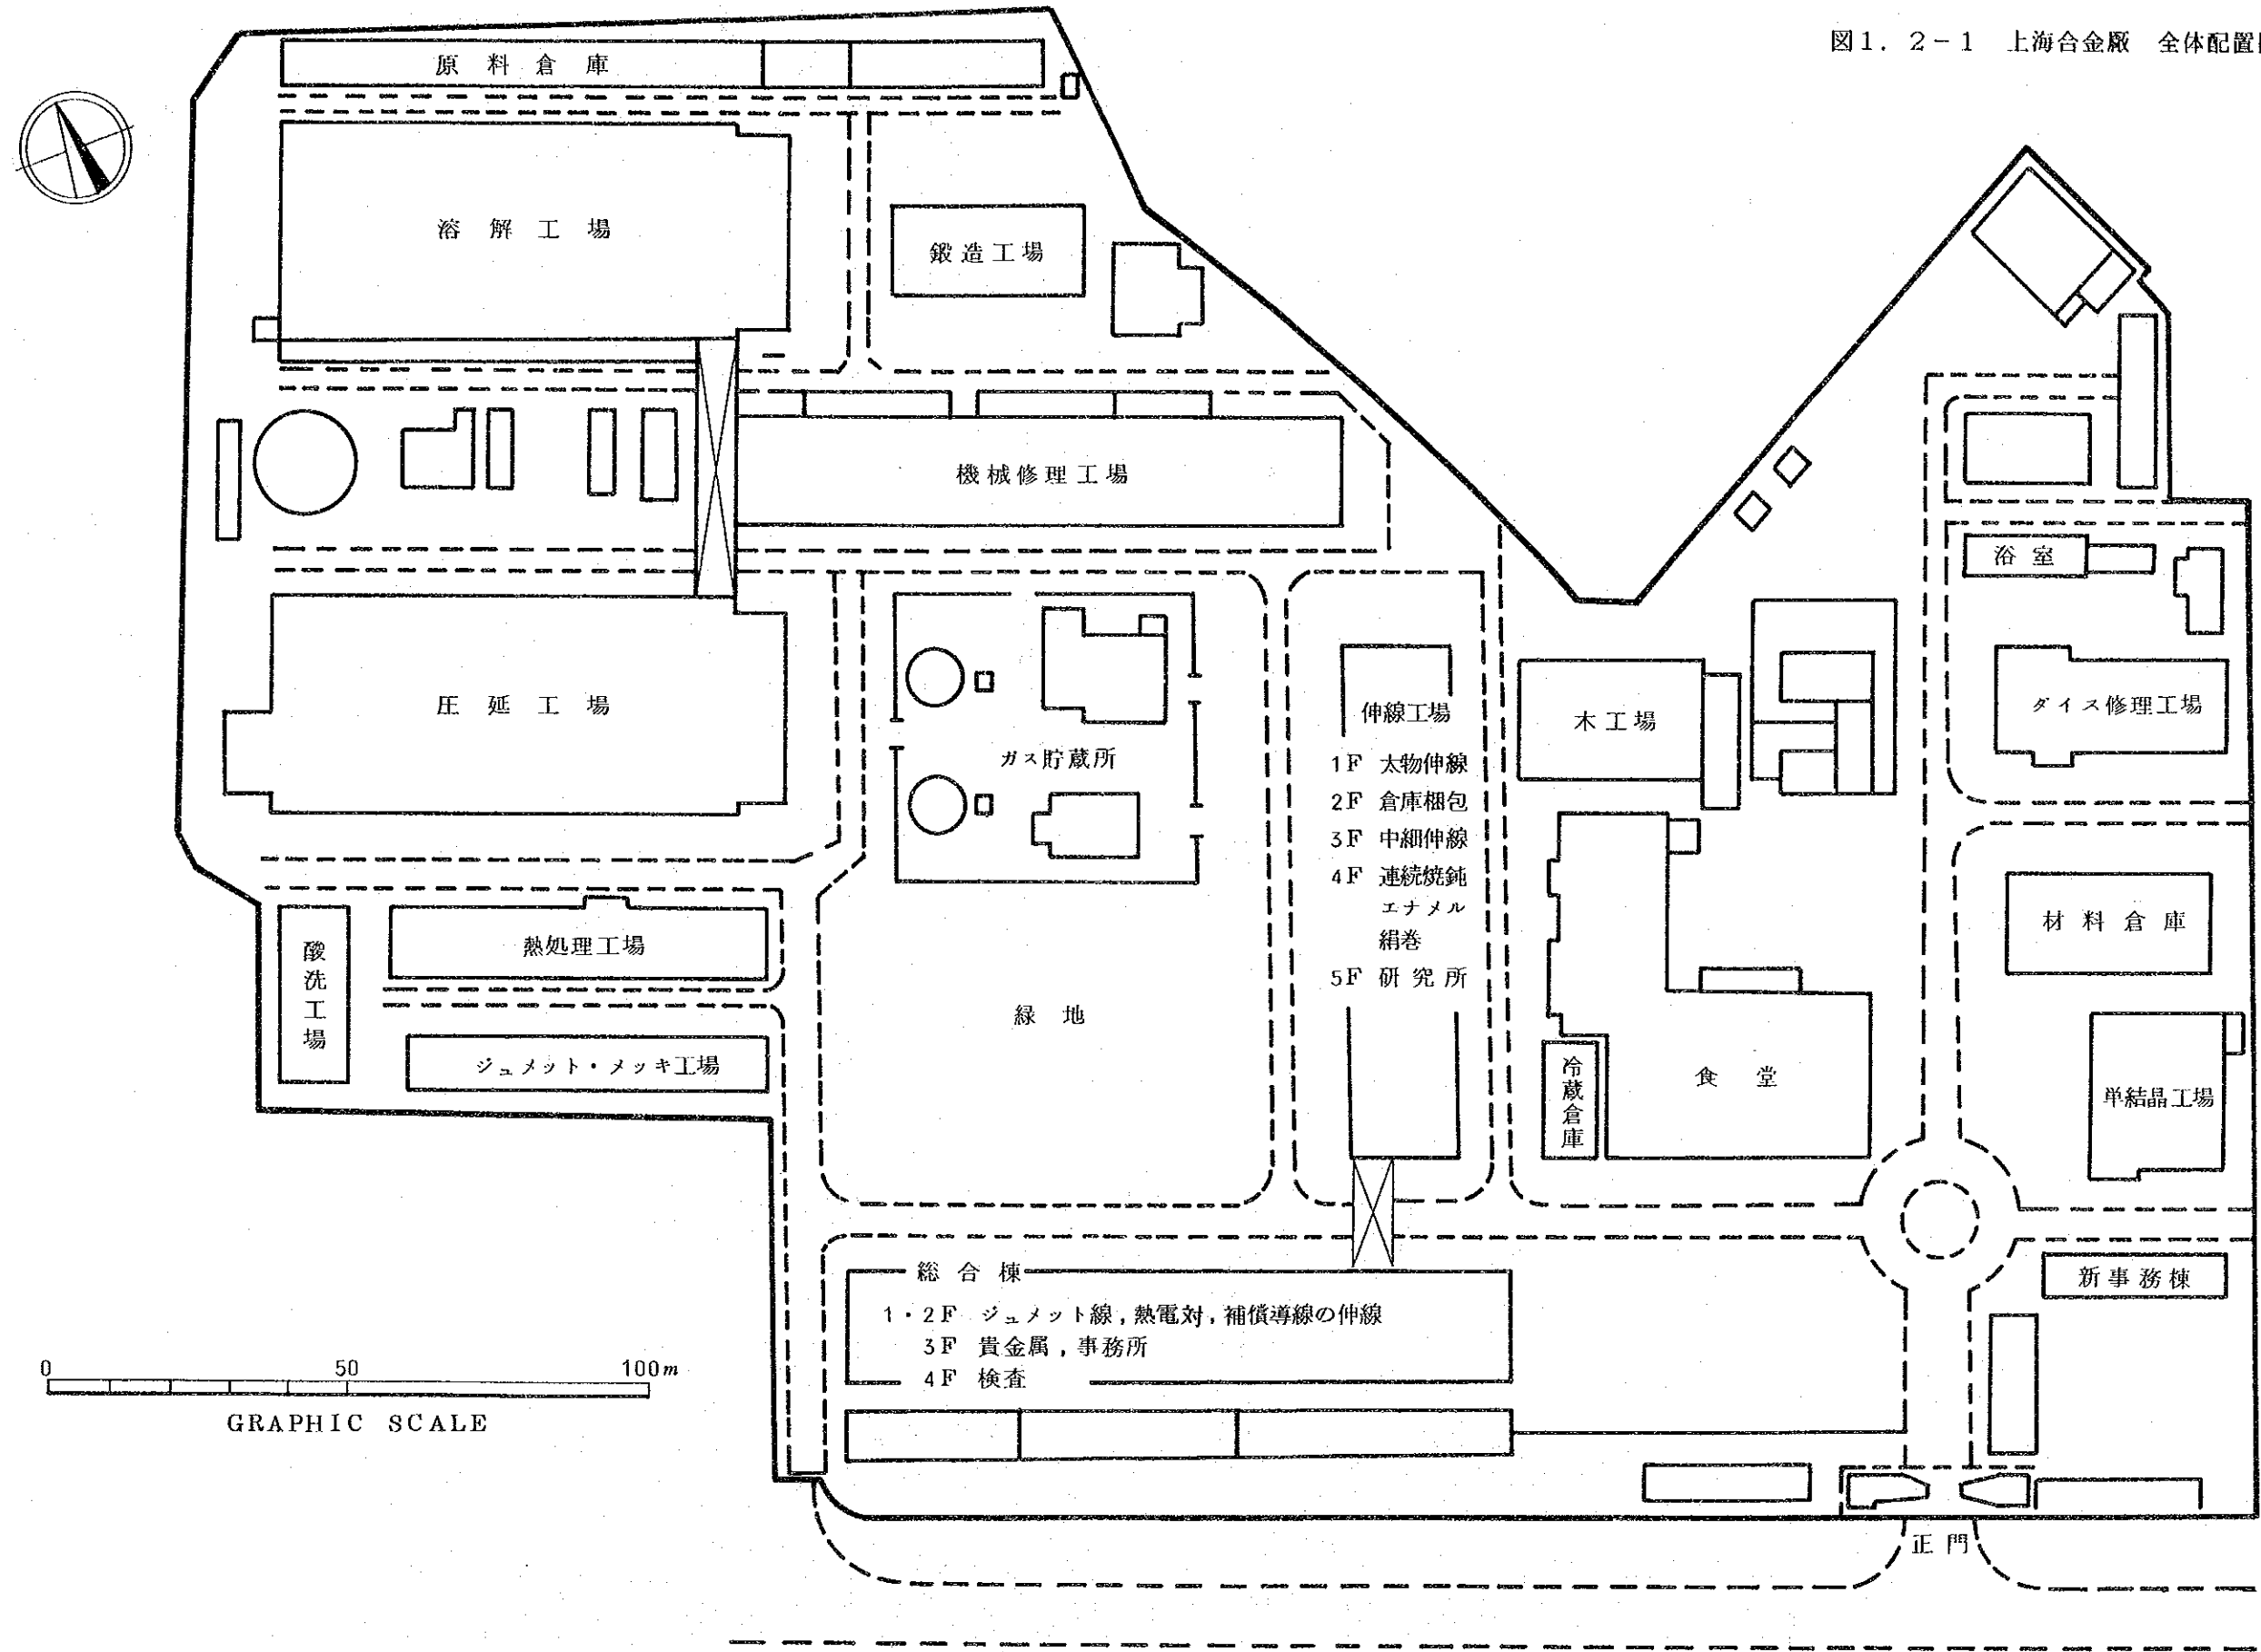 図1.2-1 上海合金廠 全体配置
原料倉庫
溶解工場
鍛造工場
機械修理工場
浴室
圧延工場
ガス貯蔵所
伸線工場
1F 太物伸線
2F 倉庫梱包
3F 中細伸線
4F 連続焼鈍
エナメル
絹巻
5F 研究所
木工場
ダイス修理工場
材料倉庫
熱処理工場
酸洗工場
ジュメット・メッキ工場
緑地
冷蔵倉庫
食堂
単結晶工場
総合棟
1・2F ジュメット線,熱電対,補償導線の伸線
3F 貴金属,事務所
4F 検査
新事務棟
0 50 100m
GRAPHIC SCALE
正門